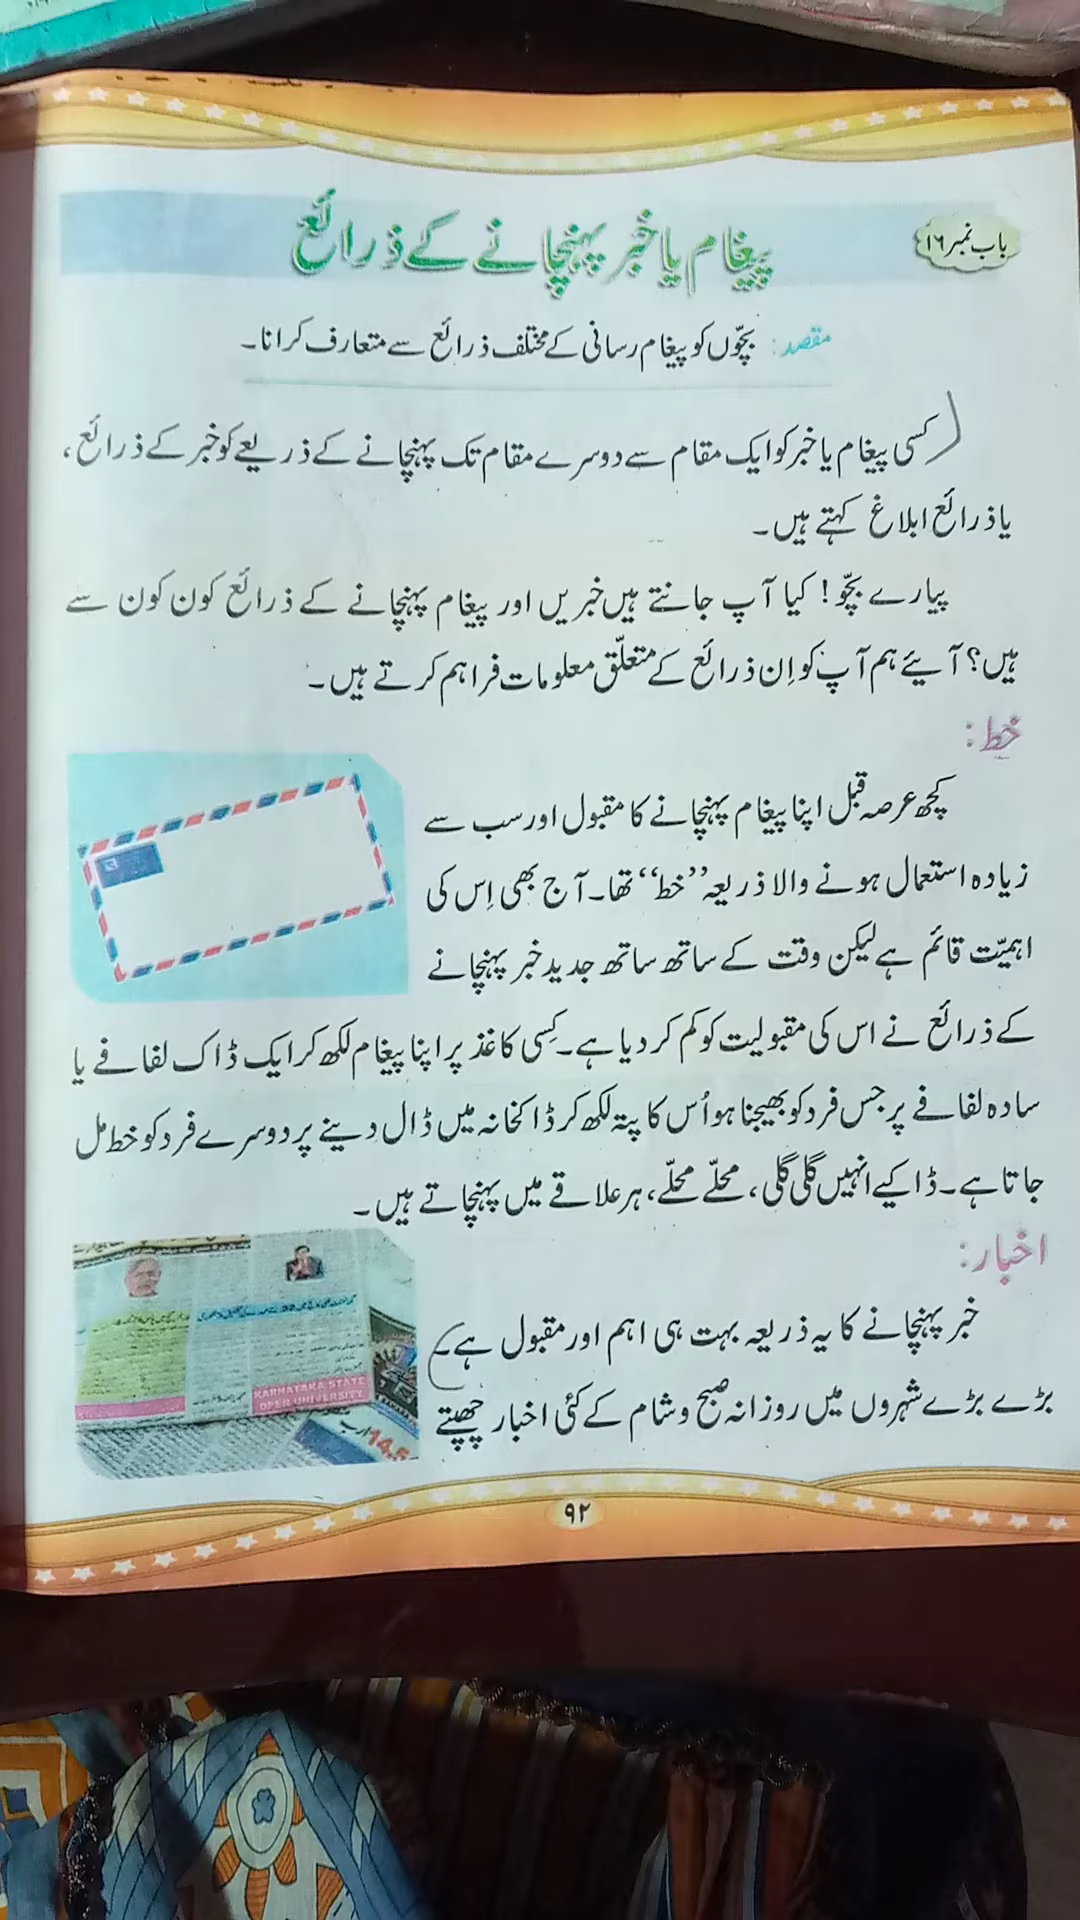 باب نمبر ۱۶
پیغام یا خبر پہنچانے کے ذرائع
مقصد: بچّوں کو پیغام رسانی کے مختلف ذرائع سے متعارف کرانا۔
کسی پیغام یا خبر کو ایک مقام سے دوسرے مقام تک پہنچانے کے ذریعے کو خبر کے ذرائع،
یا ذرائع ابلاغ کہتے ہیں۔
پیارے بچّو! کیا آپ جانتے ہیں خبریں اور پیغام پہنچانے کے ذرائع کون کون سے
ہیں؟ آیئے ہم آپ کو اِن ذرائع کے متعلّق معلومات فراہم کرتے ہیں۔
خط:
کچھ عرصہ قبل اپنا پیغام پہنچانے کا مقبول اور سب سے
زیادہ استعمال ہونے والا ذریعہ ”خط“ تھا۔ آج بھی اِس کی
اہمیّت قائم ہے لیکن وقت کے ساتھ ساتھ جدید خبر پہنچانے
کے ذرائع نے اس کی مقبولیت کو کم کر دیا ہے۔ کِسی کاغذ پر اپنا پیغام لکھ کر ایک ڈاک لفافے یا
سادہ لفافے پر جس فرد کو بھیجنا ہو اُس کا پتہ لکھ کر ڈاکخانہ میں ڈال دینے پر دوسرے فرد کو خط مل
جاتا ہے۔ ڈاکیے انہیں گلی گلی، محلّے محلّے، ہر علاقے میں پہنچاتے ہیں۔
اخبار:
خبر پہنچانے کا یہ ذریعہ بہت ہی اہم اور مقبول ہے
بڑے بڑے شہروں میں روزانہ صبح و شام کے کئی اخبار چھپتے
KARNATAKA STATE
OPEN UNIVERSITY
14.5 ارب
۹۲